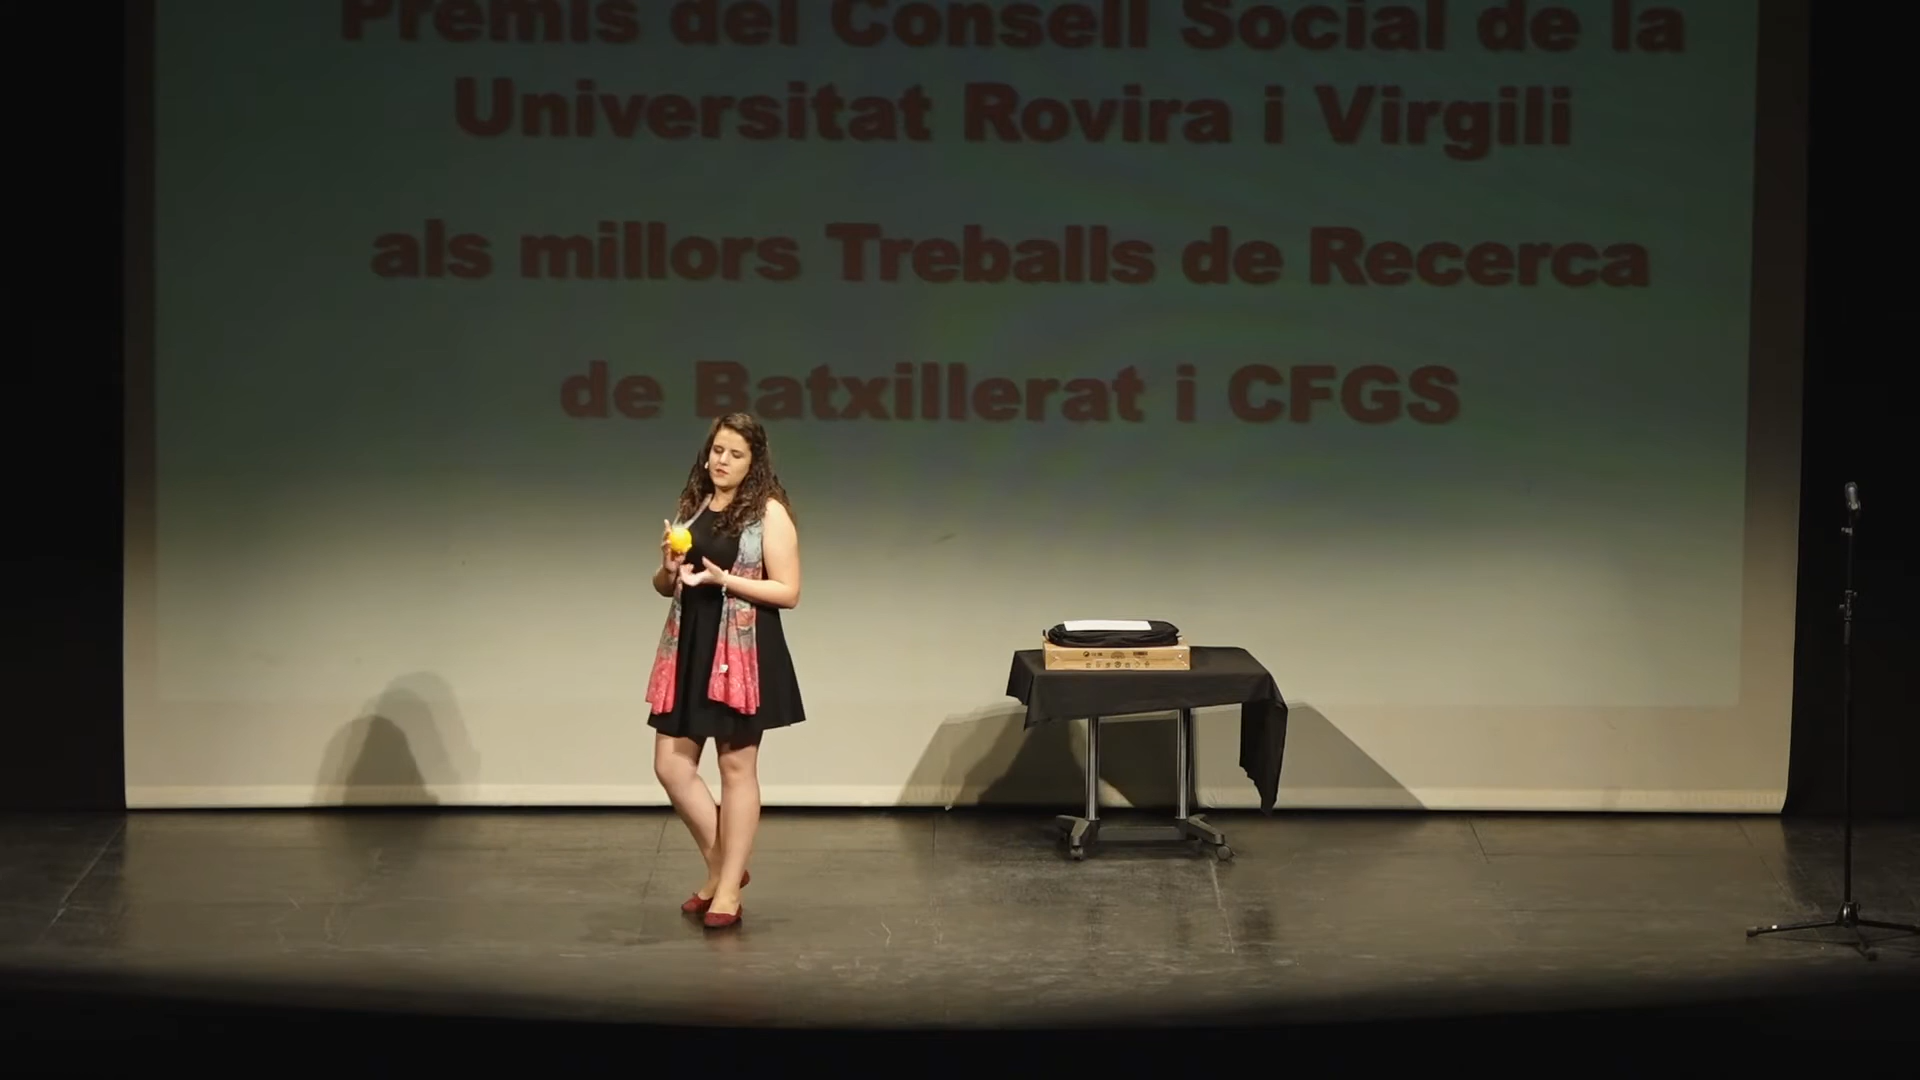 Premis del Consell Social de la
Universitat Rovira i Virgili
als millors Treballs de Recerca
de Batxillerat i CFGS